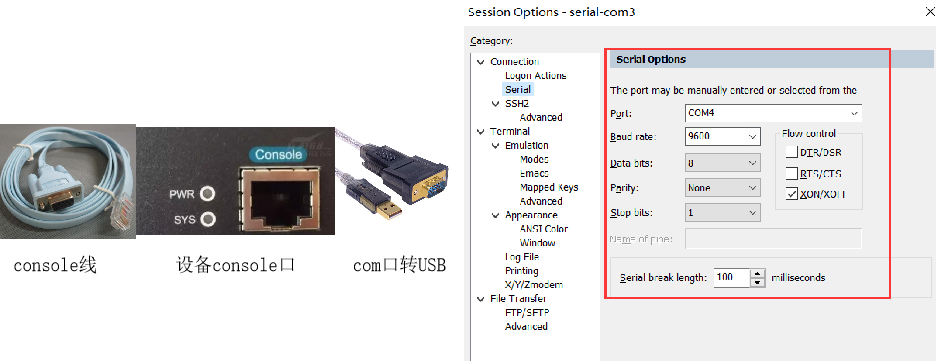 Console
PWR
SYS
console线
设备console口
com口转USB
Session Options - serial-com3
Category:
Connection
Logon Actions
Serial
SSH2
Advanced
Terminal
Emulation
Modes
Emacs
Mapped Keys
Advanced
Appearance
ANSI Color
Window
Log File
Printing
X/Y/Zmodem
File Transfer
FTP/SFTP
Advanced
Serial Options
The port may be manually entered or selected from the
Port: COM4
Baud rate: 9600
Data bits: 8
Parity: None
Stop bits: 1
Name of pipe:
Flow control
DTR/DSR
RTS/CTS
XON/XOFF
Serial break length: 100 milliseconds